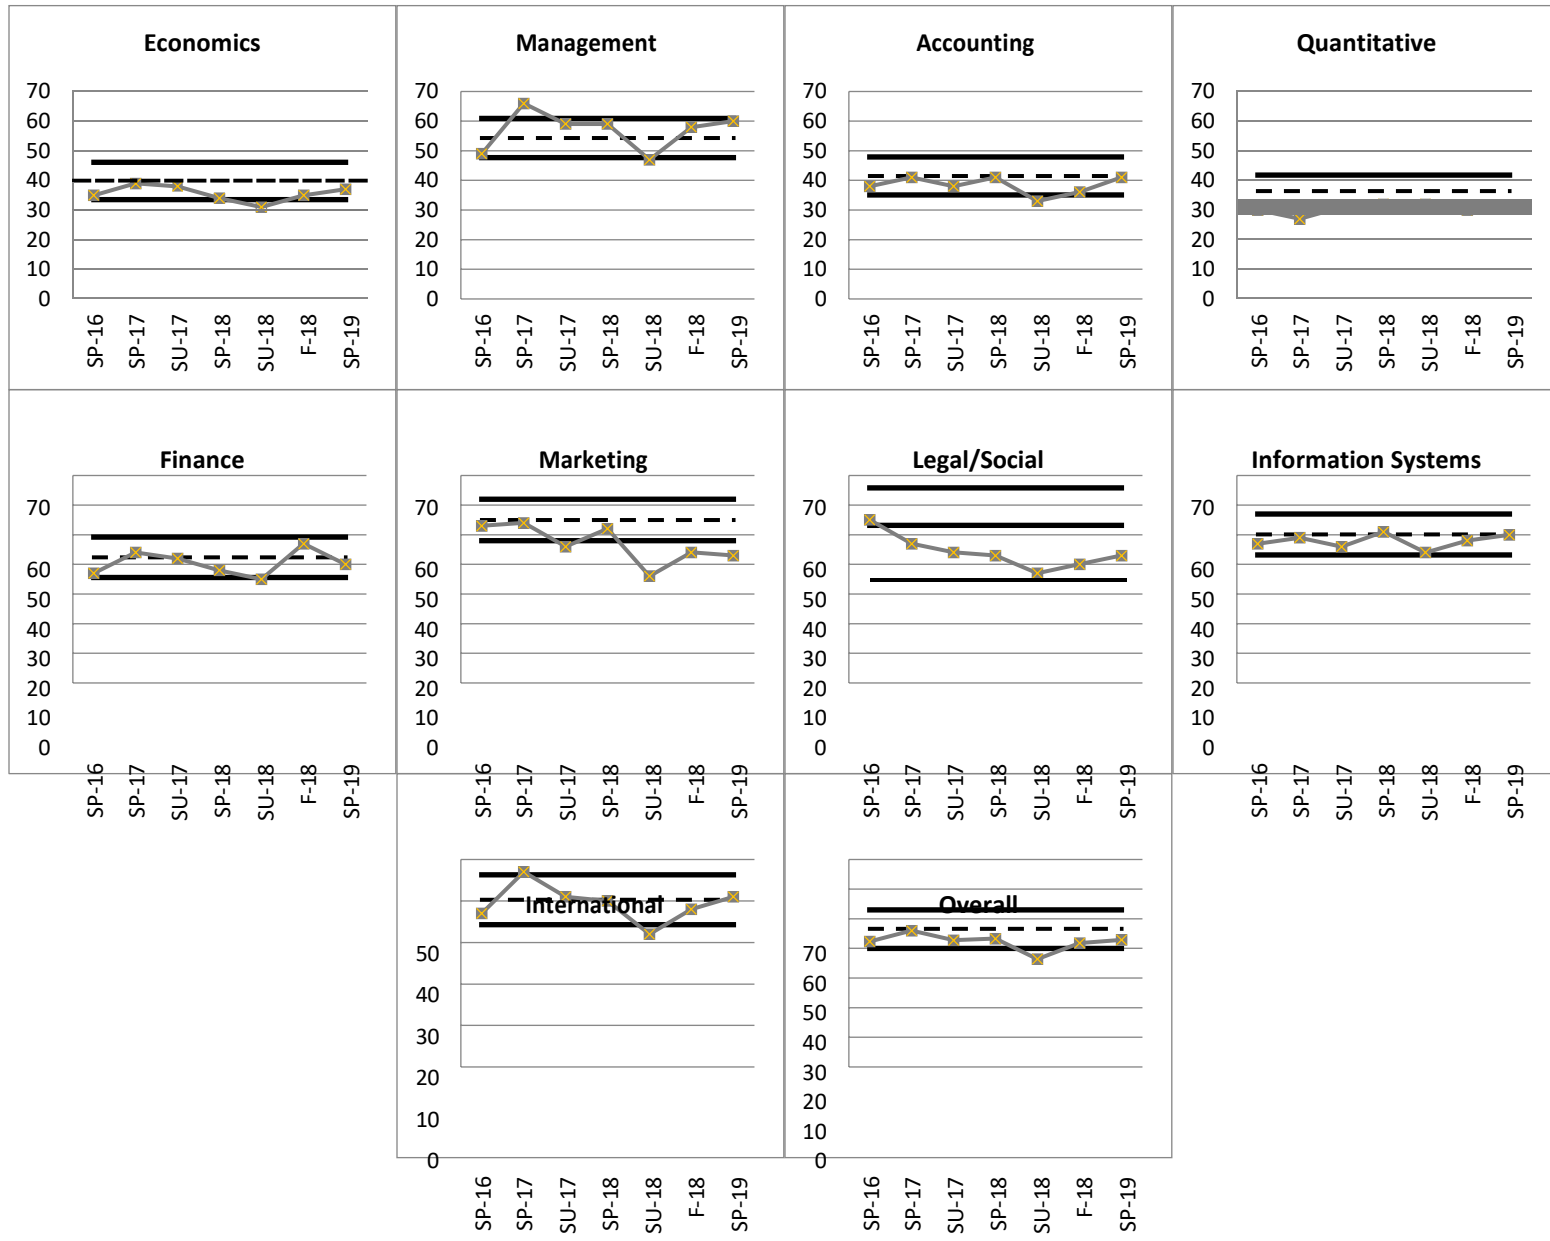 Economics
70
60
50
40
30
20
10
0
SP-16
SP-17
SU-17
SP-18
SU-18
F-18
SP-19
Management
70
60
50
40
30
20
10
0
SP-16
SP-17
SU-17
SP-18
SU-18
F-18
SP-19
Accounting
70
60
50
40
30
20
10
0
SP-16
SP-17
SU-17
SP-18
SU-18
F-18
SP-19
Quantitative
70
60
50
40
30
20
10
0
SP-16
SP-17
SU-17
SP-18
SU-18
F-18
SP-19
Finance
70
60
50
40
30
20
10
0
SP-16
SP-17
SU-17
SP-18
SU-18
F-18
SP-19
Marketing
70
60
50
40
30
20
10
0
SP-16
SP-17
SU-17
SP-18
SU-18
F-18
SP-19
Legal/Social
70
60
50
40
30
20
10
0
SP-16
SP-17
SU-17
SP-18
SU-18
F-18
SP-19
Information Systems
70
60
50
40
30
20
10
0
SP-16
SP-17
SU-17
SP-18
SU-18
F-18
SP-19
International
50
40
30
20
10
0
SP-16
SP-17
SU-17
SP-18
SU-18
F-18
SP-19
Overall
70
60
50
40
30
20
10
0
SP-16
SP-17
SU-17
SP-18
SU-18
F-18
SP-19